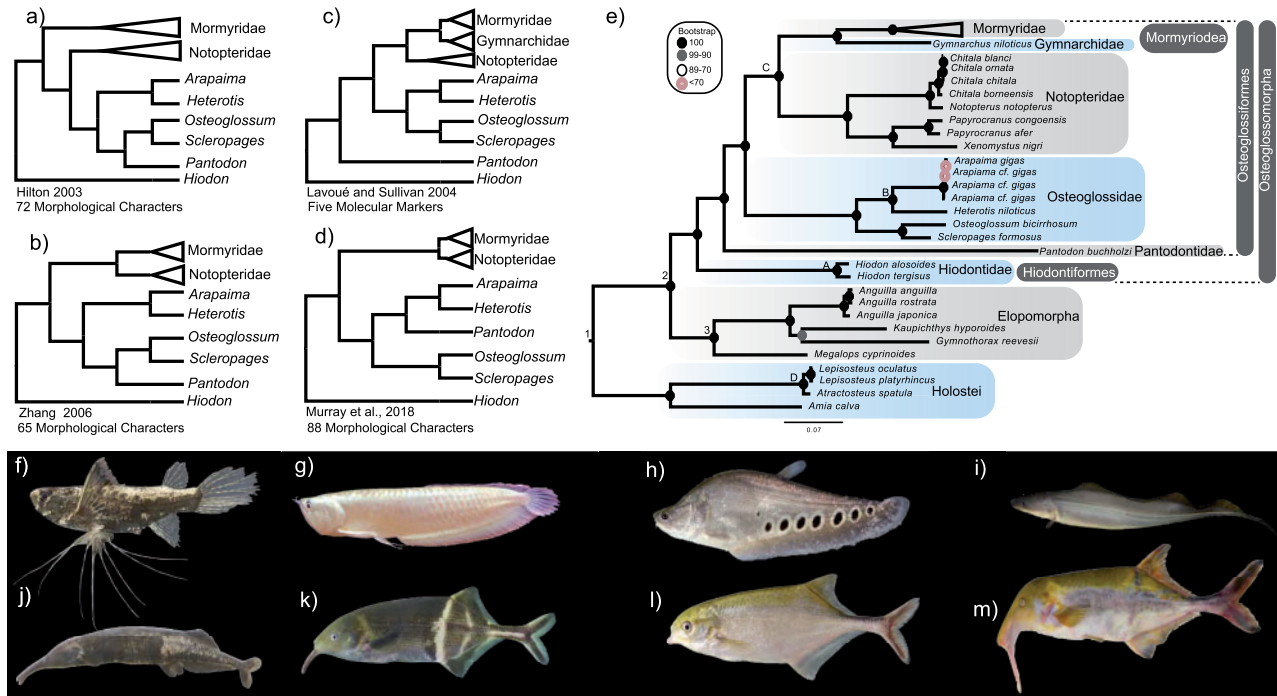 a)
Mormyridae
Notopteridae
Arapaima
Heterotis
Osteoglossum
Scleropages
Pantodon
Hiodon
Hilton 2003
72 Morphological Characters
b)
Mormyridae
Notopteridae
Arapaima
Heterotis
Osteoglossum
Scleropages
Pantodon
Hiodon
Zhang 2006
65 Morphological Characters
c)
Mormyridae
Gymnarchidae
Notopteridae
Arapaima
Heterotis
Osteoglossum
Scleropages
Pantodon
Hiodon
Lavoué and Sullivan 2004
Five Molecular Markers
d)
Mormyridae
Notopteridae
Arapaima
Heterotis
Pantodon
Osteoglossum
Scleropages
Hiodon
Murray et al., 2018
88 Morphological Characters
e)
Bootstrap
100
99-90
89-70
<70
Mormyridae
Gymnarchus niloticus Gymnarchidae
Mormyriodea
C
Chitala blanci
Chitala ornata
Chitala chitala
Chitala borneensis
Notopterus notopterus
Papyrocranus congoensis
Papyrocranus afer
Xenomystus nigri
Notopteridae
Arapaima gigas
Arapiama cf. gigas
Arapiama cf. gigas
Arapiama cf. gigas
B
Heterotis niloticus
Osteoglossum bicirrhosum
Scleropages formosus
Osteoglossidae
Pantodon buchholzi Pantodontidae
A
Hiodon alosoides
Hiodon tergisus
Hiodontidae
Hiodontiformes
Osteoglossiformes
Osteoglossomorpha
2
Anguilla anguilla
Anguilla rostrata
Anguilla japonica
Kaupichthys hyporoides
Gymnothorax reevesii
Megalops cyprinoides
Elopomorpha
3
1
Lepisosteus oculatus
Lepisosteus platyrhincus
Atractosteus spatula
Amia calva
D
Holostei
0.07
f)
g)
h)
i)
j)
k)
l)
m)